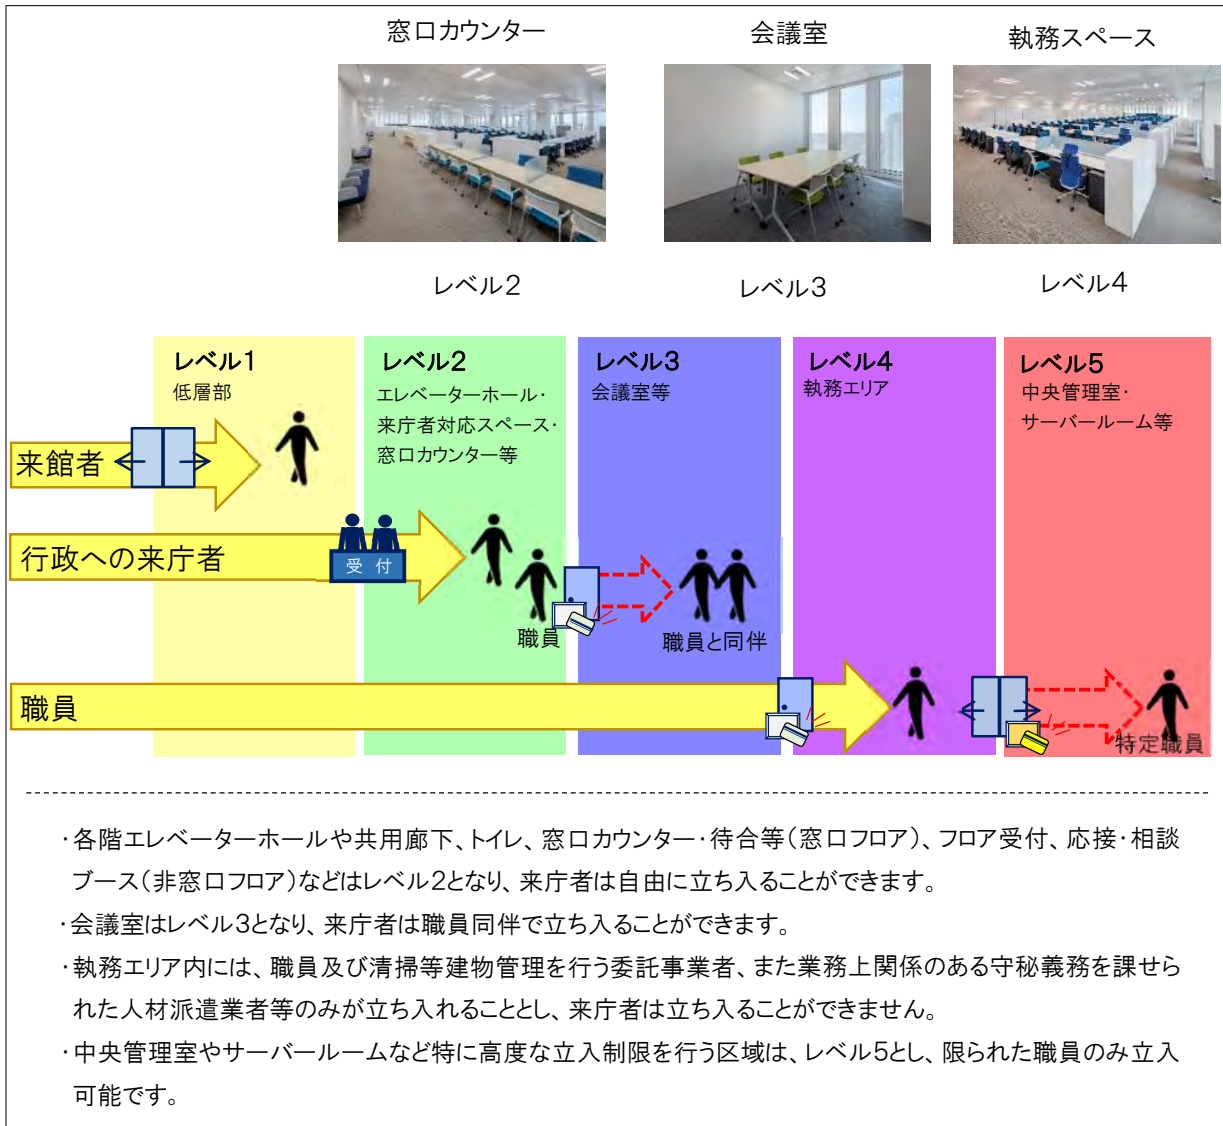 窓口カウンター
会議室
執務スペース
レベル2
レベル3
レベル4
レベル1
低層部
レベル2
エレベーターホール・
来庁者対応スペース・
窓口カウンター等
レベル3
会議室等
レベル4
執務エリア
レベル5
中央管理室・
サーバールーム等
来館者
行政への来庁者
受 付
職員
職員と同伴
職員
特定職員
・各階エレベーターホールや共用廊下、トイレ、窓口カウンター・待合等(窓口フロア)、フロア受付、応接・相談
ブース(非窓口フロア)などはレベル2となり、来庁者は自由に立ち入ることができます。
・会議室はレベル3となり、来庁者は職員同伴で立ち入ることができます。
・執務エリア内には、職員及び清掃等建物管理を行う委託事業者、また業務上関係のある守秘義務を課せら
れた人材派遣業者等のみが立ち入れることとし、来庁者は立ち入ることができません。
・中央管理室やサーバールームなど特に高度な立入制限を行う区域は、レベル5とし、限られた職員のみ立入
可能です。